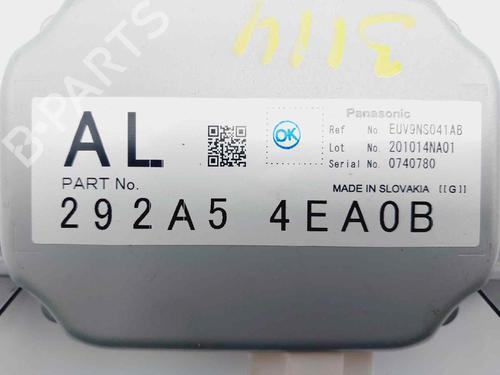 3114
Panasonic
AL
OK
Ref No. EUV9NS041AB
Lot No. 201014NA01
Serial No. 0740780
PART No.
MADE IN SLOVAKIA [[G]]
292A5 4EA0B
B-PARTS
B-PARTS